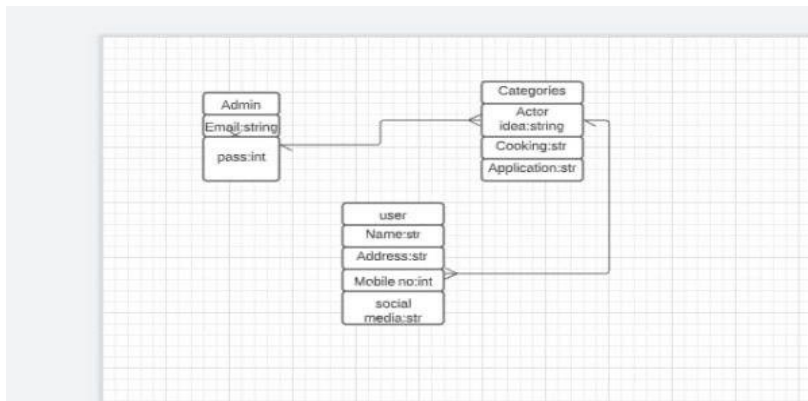 Admin
Email:string
pass:int
Categories
Actor
idea:string
Cooking:str
Application:str
user
Name:str
Address:str
Mobile no:int
social
media:str